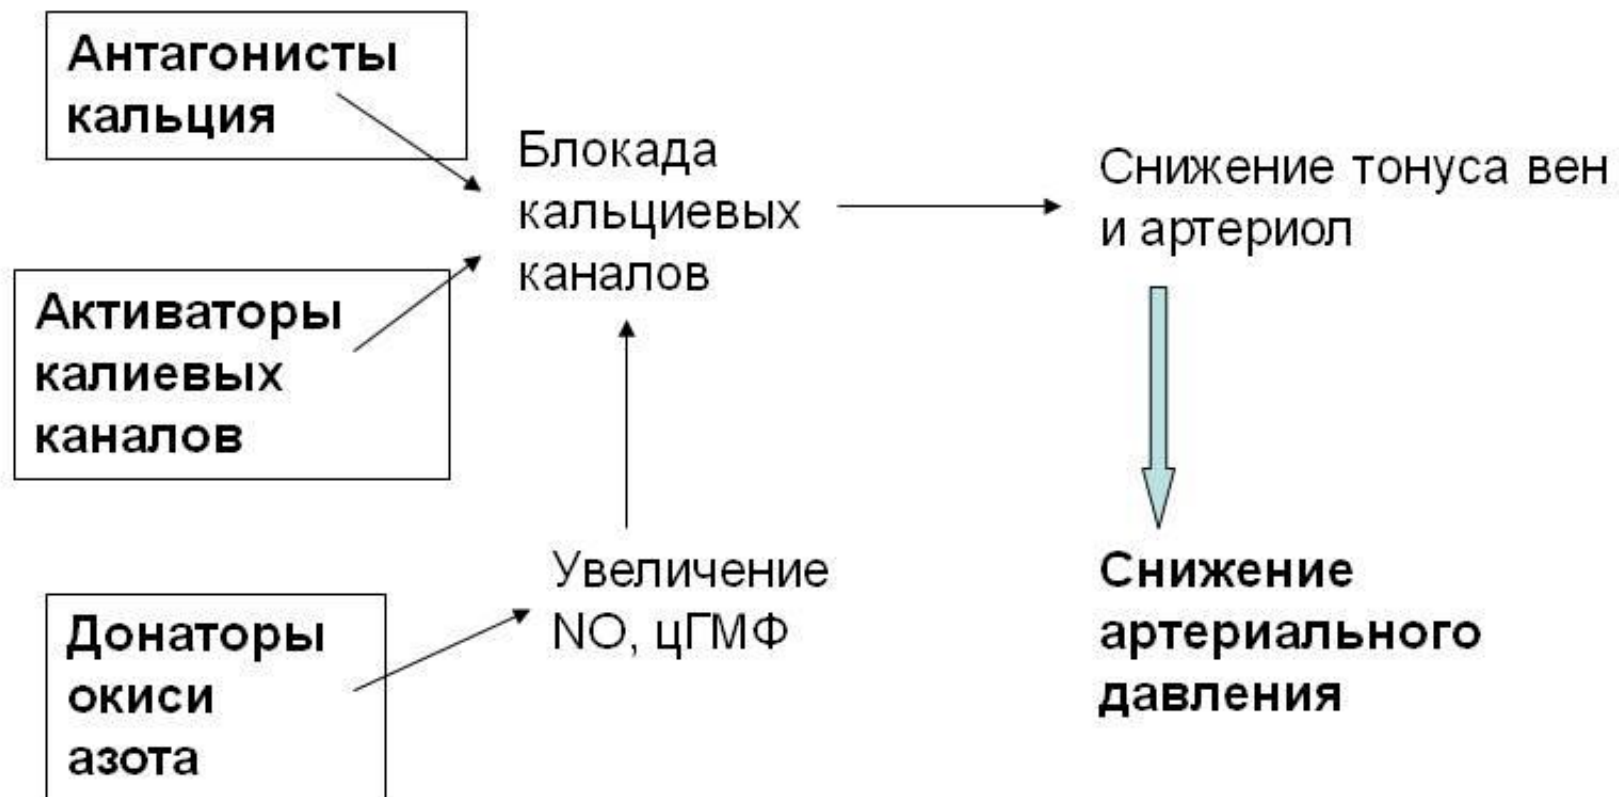 Антагонисты
кальция
Блокада
кальциевых
каналов
Снижение тонуса вен
и артериол
Активаторы
калиевых
каналов
Увеличение
NO, цГМФ
Снижение
артериального
давления
Донаторы
окиси
азота